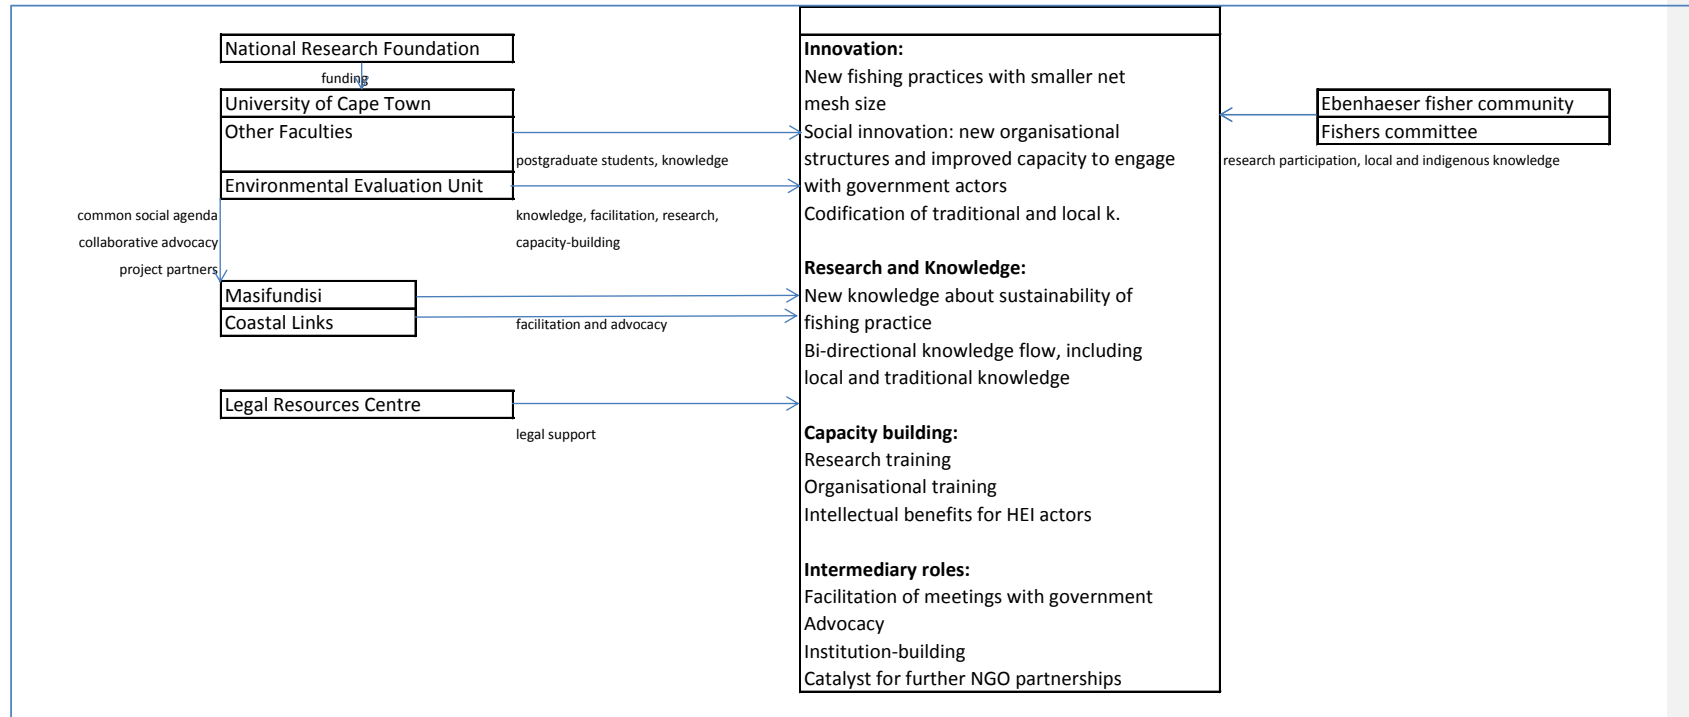 National Research Foundation
funding
University of Cape Town
Other Faculties
postgraduate students, knowledge
Environmental Evaluation Unit
knowledge, facilitation, research,
capacity-building
common social agenda
collaborative advocacy
project partners
Masifundisi
Coastal Links
facilitation and advocacy
Legal Resources Centre
legal support
Innovation:
New fishing practices with smaller net
mesh size
Social innovation: new organisational
structures and improved capacity to engage
with government actors
Codification of traditional and local k.
Research and Knowledge:
New knowledge about sustainability of
fishing practice
Bi-directional knowledge flow, including
local and traditional knowledge
Capacity building:
Research training
Organisational training
Intellectual benefits for HEI actors
Intermediary roles:
Facilitation of meetings with government
Advocacy
Institution-building
Catalyst for further NGO partnerships
Ebenhaeser fisher community
Fishers committee
research participation, local and indigenous knowledge